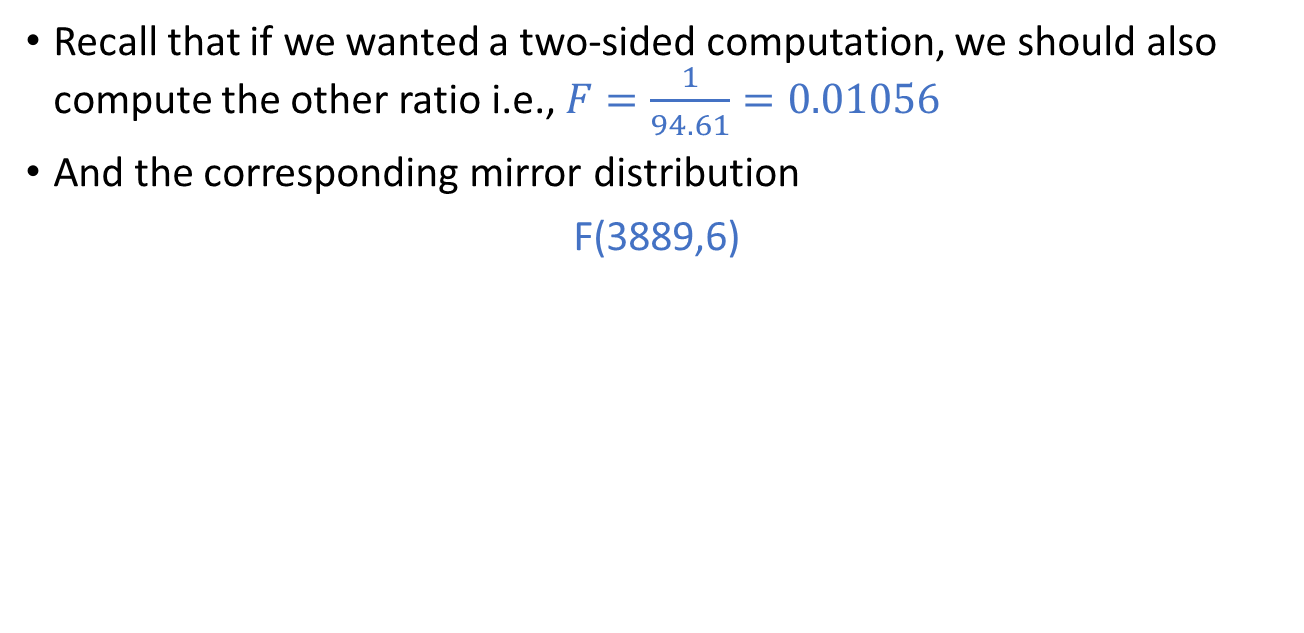 • Recall that if we wanted a two-sided computation, we should also
compute the other ratio i.e., F = 1/94.61 = 0.01056
• And the corresponding mirror distribution
F(3889,6)